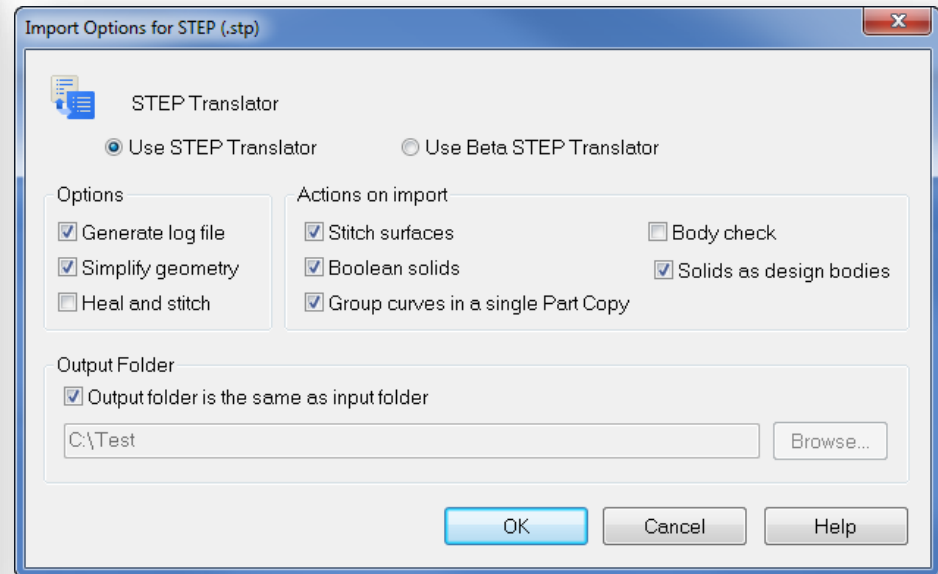 Import Options for STEP (.stp)
X
STEP Translator
Use STEP Translator
Use Beta STEP Translator
Options
Generate log file
Simplify geometry
Heal and stitch
Actions on import
Stitch surfaces
Body check
Boolean solids
Solids as design bodies
Group curves in a single Part Copy
Output Folder
Output folder is the same as input folder
C:\Test
Browse...
OK
Cancel
Help